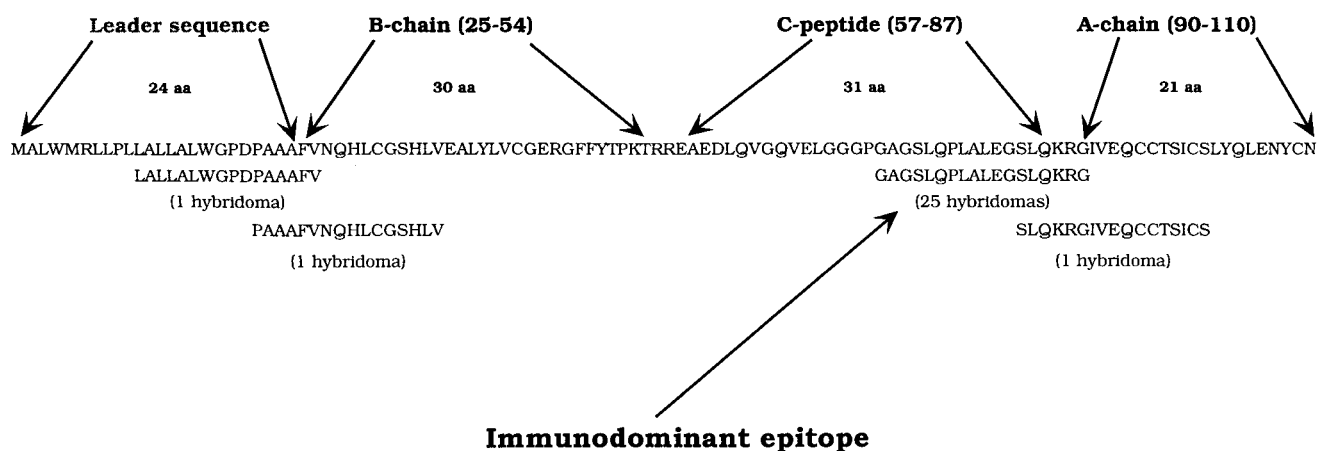 Leader sequence B-chain (25-54) C-peptide (57-87) A-chain (90-110)
24 aa 30 aa 31 aa 21 aa
MALWMRLLPLLALLALWGPDPAAAFVNQHLCGSHLVEALYLVCGERGFFYTPKTRREAEDLQVGQVELGGGPGAGSLQPLALEGSLQKRGIVEQCCTSICSLYQLENYCN
LALLALWGPDPAAAFV GAGSLQPLALEGSLQKRG
(1 hybridoma) (25 hybridomas)
PAAAFVNQHLCGSHLV SLQKRGIVEQCCTSICS
(1 hybridoma) (1 hybridoma)
Immunodominant epitope